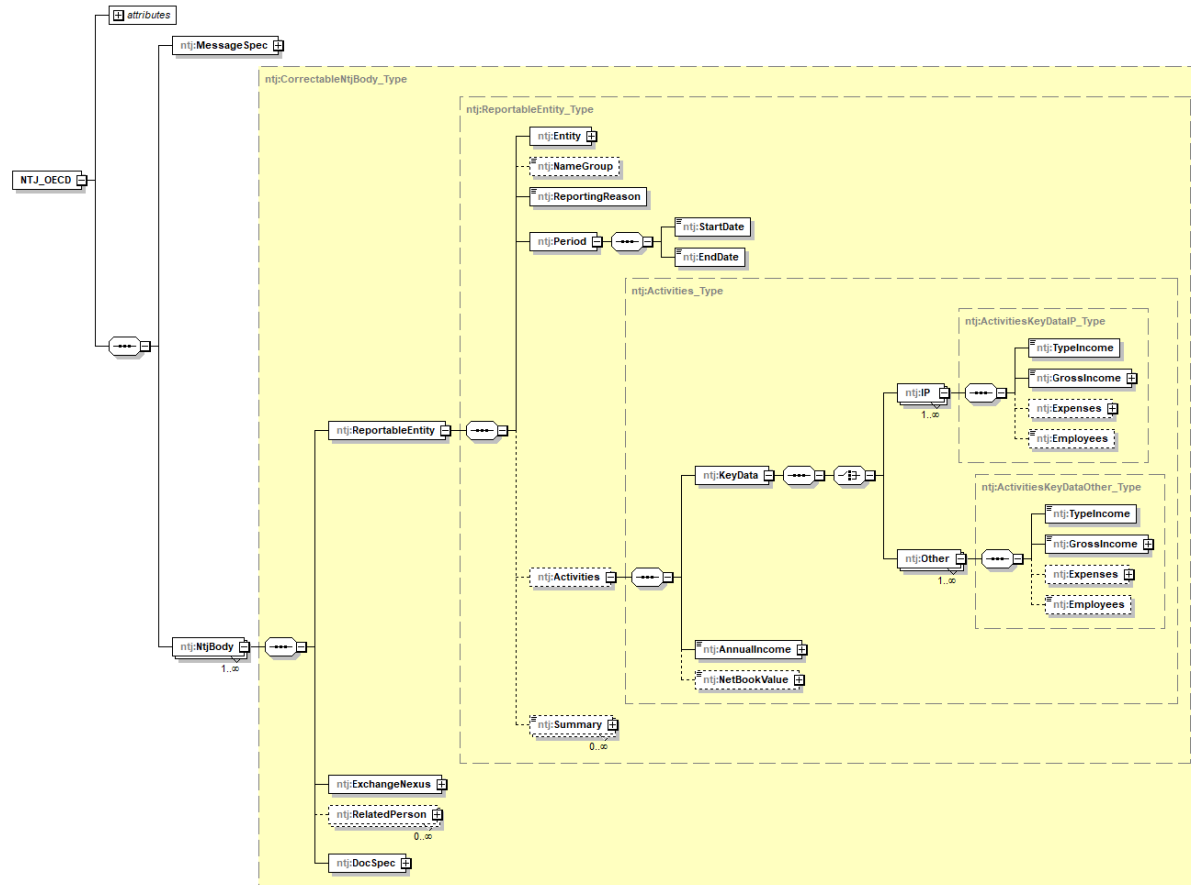 attributes
ntj:MessageSpec
ntj:CorrectableNtjBody_Type
ntj:ReportableEntity_Type
ntj:Entity
ntj:NameGroup
NTJ_OECD
ntj:ReportingReason
ntj:StartDate
ntj:Period
ntj:EndDate
ntj:Activities_Type
ntj:ActivitiesKeyDataIP_Type
ntj:TypeIncome
ntj:GrossIncome
ntj:IP
1..∞
ntj:Expenses
ntj:ReportableEntity
ntj:Employees
ntj:KeyData
ntj:ActivitiesKeyDataOther_Type
ntj:TypeIncome
ntj:GrossIncome
ntj:Other
1..∞
ntj:Expenses
ntj:Activities
ntj:Employees
ntj:NtjBody
1..∞
ntj:AnnualIncome
ntj:NetBookValue
ntj:Summary
0..∞
ntj:ExchangeNexus
ntj:RelatedPerson
0..∞
ntj:DocSpec